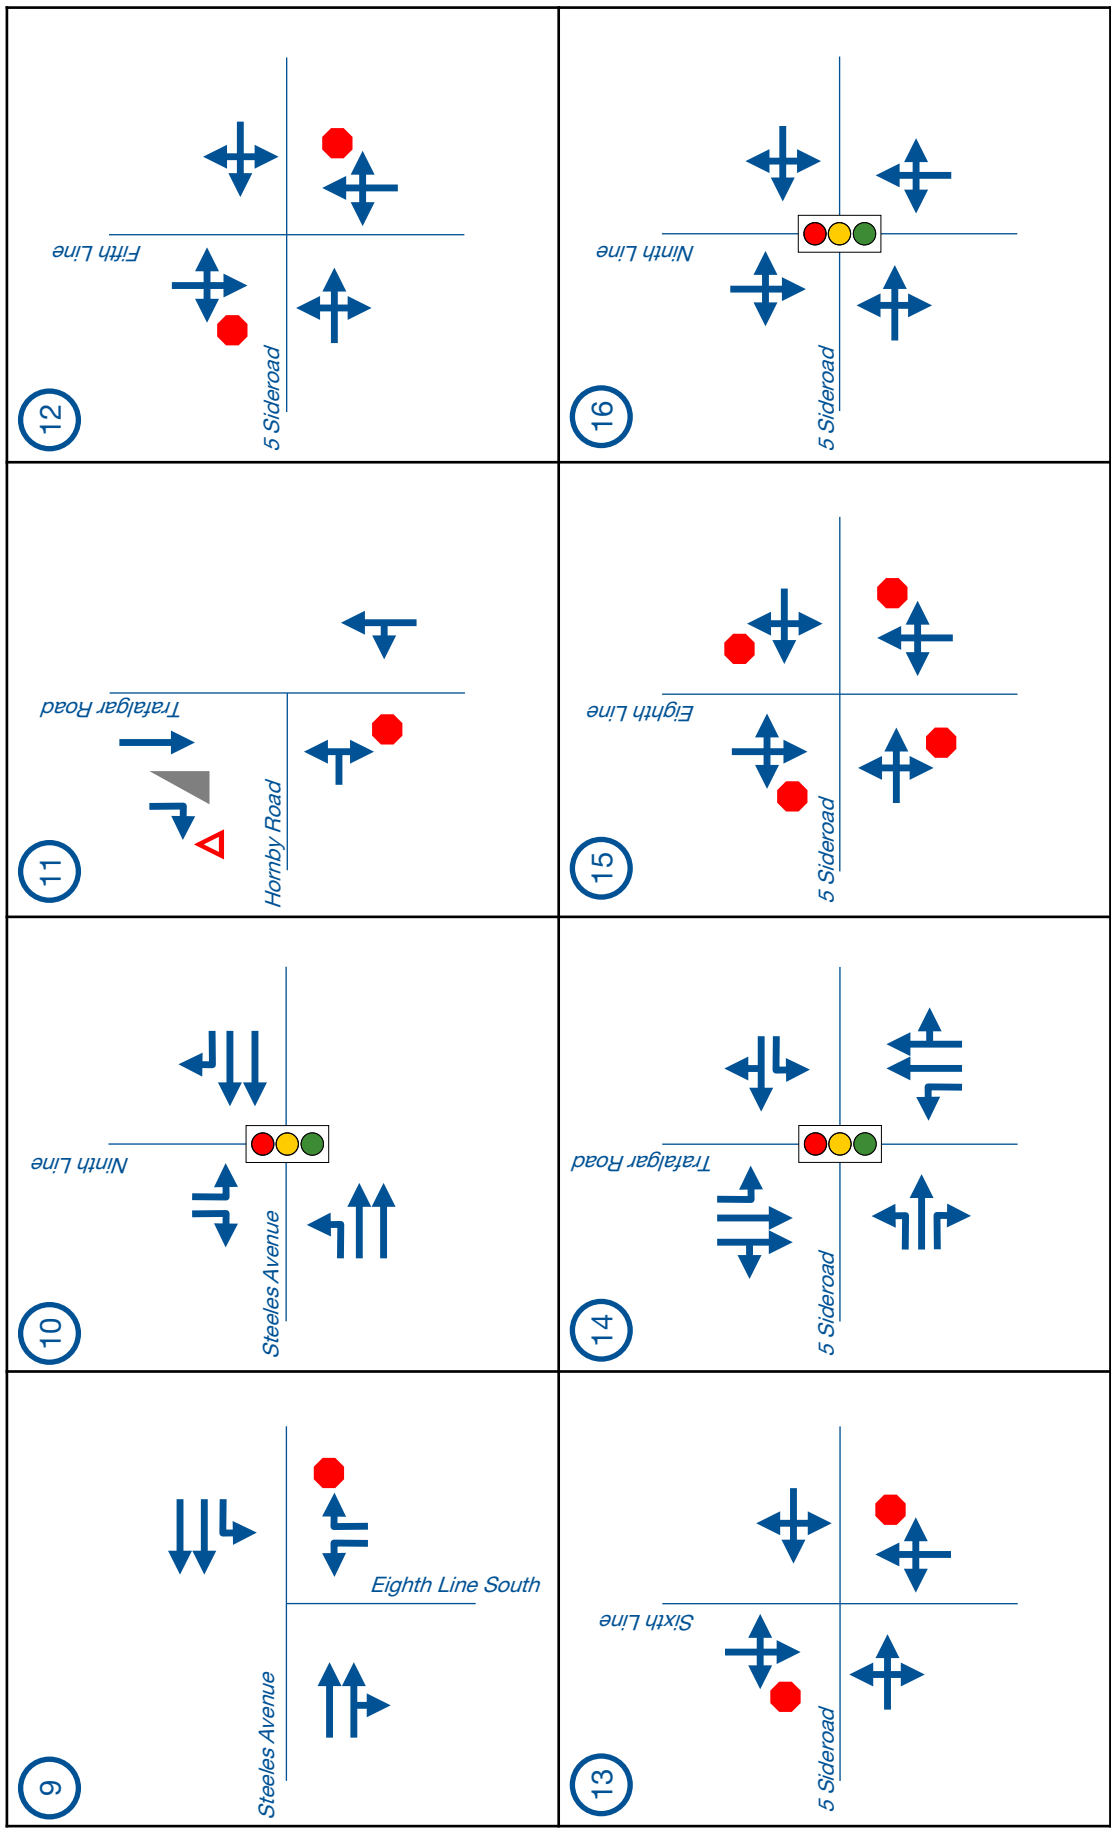 9
Steeles Avenue
Eighth Line South
10
Steeles Avenue
Ninth Line
11
Hornby Road
Trafalgar Road
12
5 Sideroad
Fifth Line
13
5 Sideroad
Sixth Line
14
5 Sideroad
Trafalgar Road
15
5 Sideroad
Eighth Line
16
5 Sideroad
Ninth Line